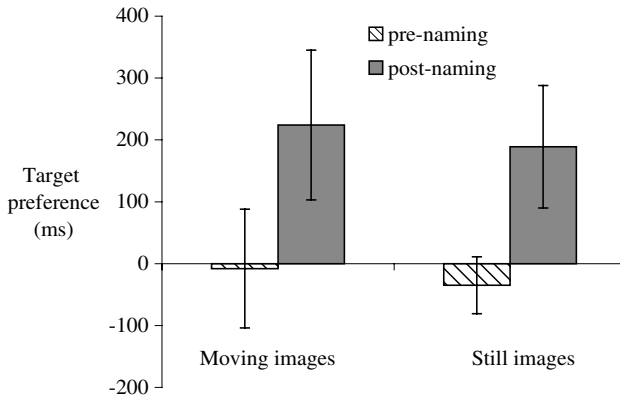 400
300
200
100
0
-100
-200
Target
preference
(ms)
pre-naming
post-naming
Moving images
Still images